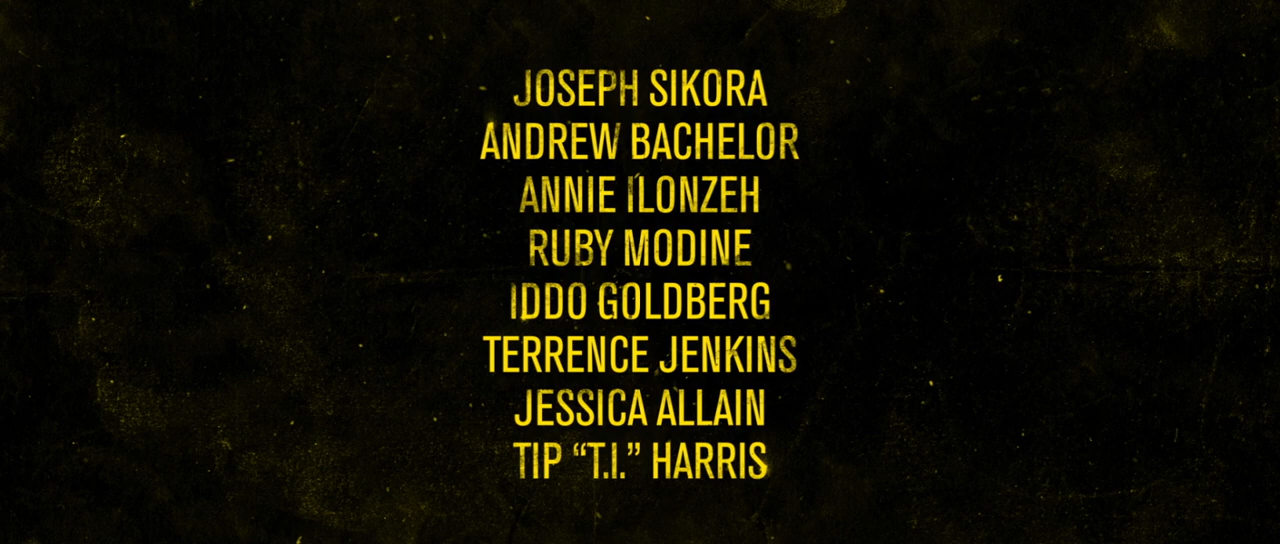 JOSEPH SIKORA
ANDREW BACHELOR
ANNIE ILONZEH
RUBY MODINE
IDDO GOLDBERG
TERRENCE JENKINS
JESSICA ALLAIN
TIP “T.I.” HARRIS